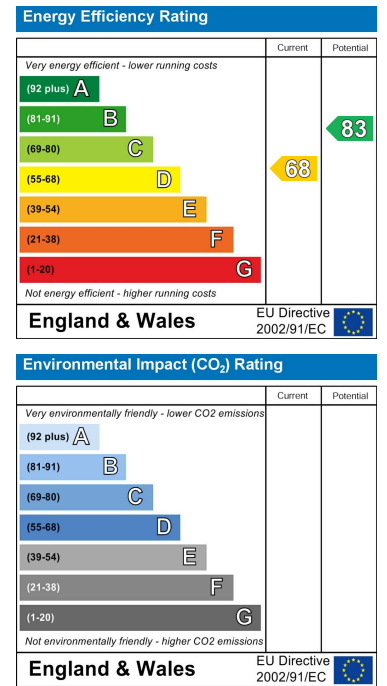 Energy Efficiency Rating
Current Potential
Very energy efficient - lower running costs
(92 plus) A
(81-91) B
(69-80) C
(55-68) D
(39-54) E
(21-38) F
(1-20) G
68
83
Not energy efficient - higher running costs
England & Wales
EU Directive
2002/91/EC
Environmental Impact (CO2) Rating
Current Potential
Very environmentally friendly - lower CO2 emissions
(92 plus) A
(81-91) B
(69-80) C
(55-68) D
(39-54) E
(21-38) F
(1-20) G
Not environmentally friendly - higher CO2 emissions
England & Wales
EU Directive
2002/91/EC